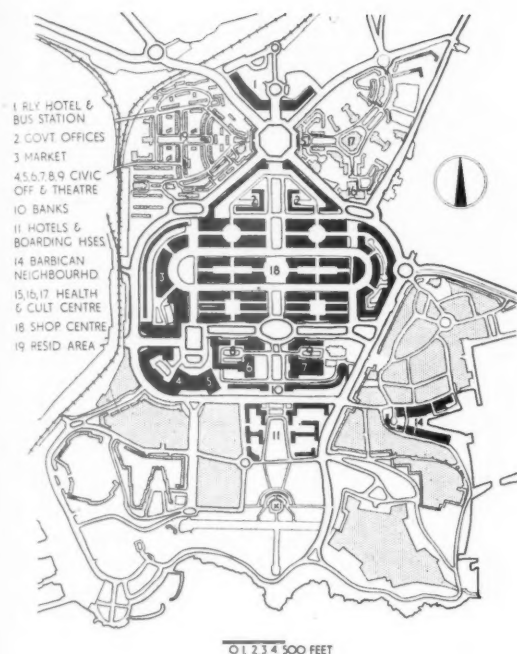 1 RLY HOTEL &
BUS STATION
2 GOVT. OFFICES
3 MARKET
4,5,6,7,8,9 CIVIC
OFF & THEATRE
10 BANKS
11 HOTELS &
BOARDING HSES
14 BARBICAN
NEIGHBOURHD
15,16,17 HEALTH
& CULT CENTRE
18 SHOP CENTRE
19 RESID AREA
1
2
2
3
18
6
7
4
5
10
11
14
0 1 2 3 4 500 FEET